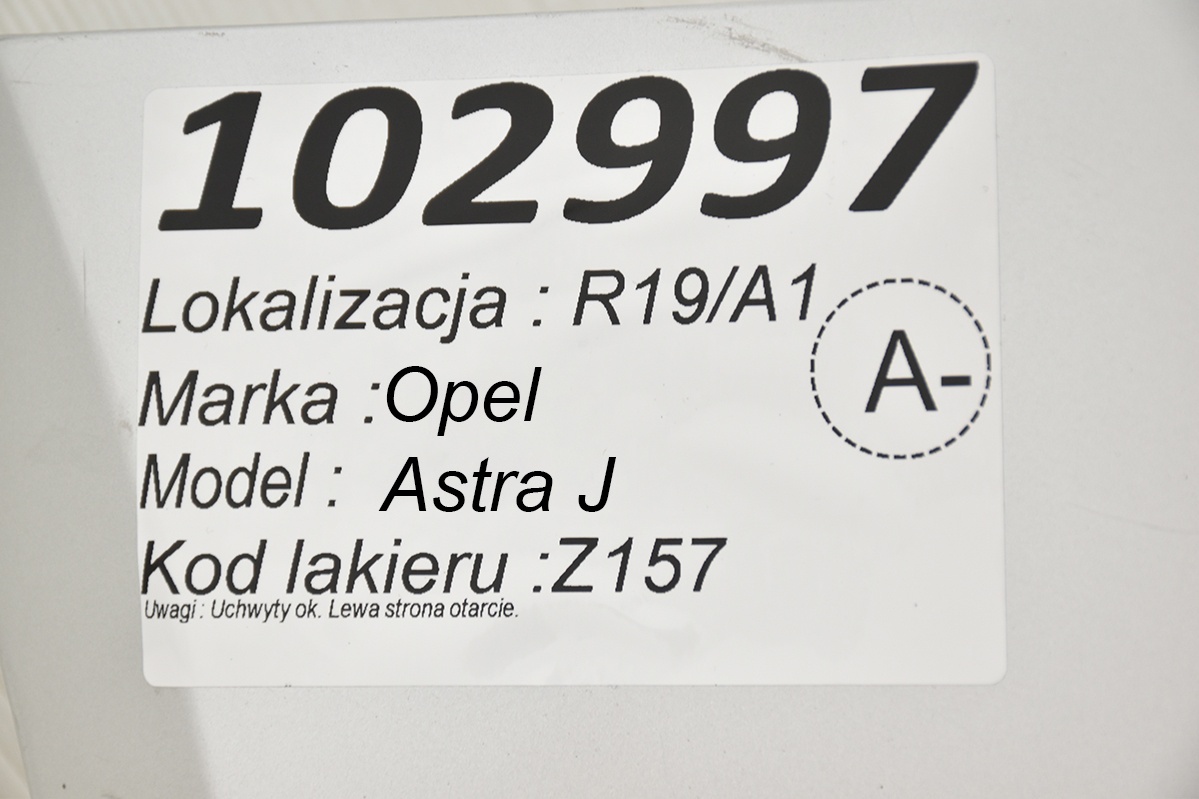 102997
Lokalizacja : R19/A1
A-
Marka :Opel
Model : Astra J
Kod lakieru :Z157
Uwagi : Uchwyty ok. Lewa strona otarcie.